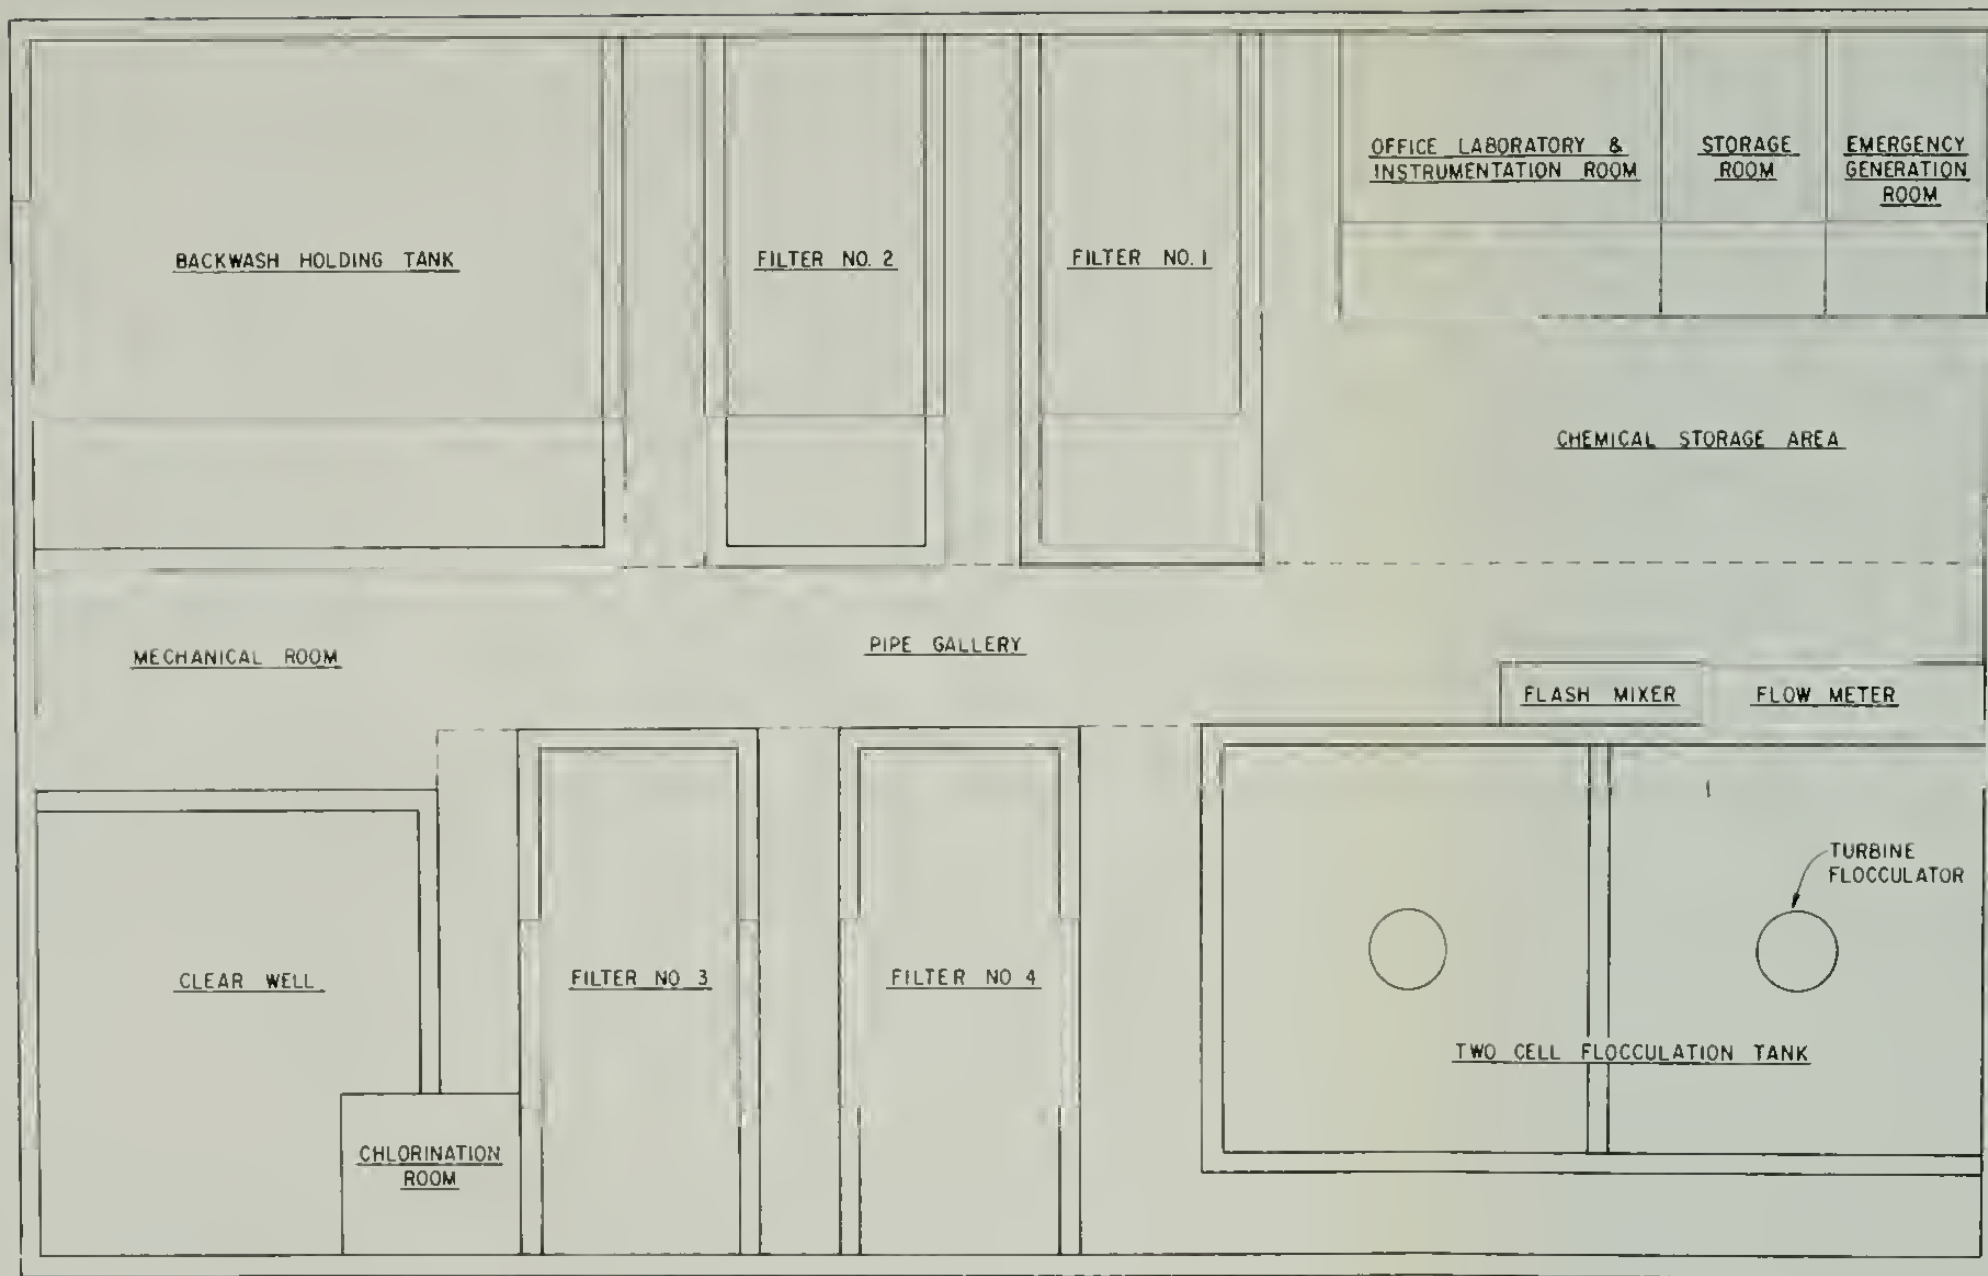 OFFICE LABORATORY &
INSTRUMENTATION ROOM
STORAGE
ROOM
EMERGENCY
GENERATION
ROOM
BACKWASH HOLDING TANK
FILTER NO. 2
FILTER NO. 1
CHEMICAL STORAGE AREA
MECHANICAL ROOM
PIPE GALLERY
FLASH MIXER
FLOW METER
TURBINE
FLOCCULATOR
CLEAR WELL
FILTER NO 3
FILTER NO 4
TWO CELL FLOCCULATION TANK
CHLORINATION
ROOM